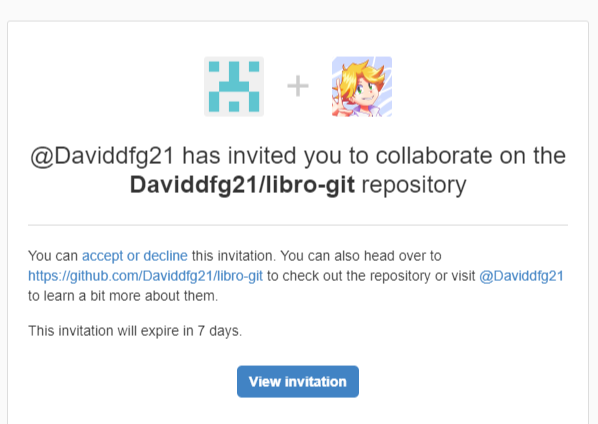 @Daviddfg21 has invited you to collaborate on the
Daviddfg21/libro-git repository
You can accept or decline this invitation. You can also head over to
https://github.com/Daviddfg21/libro-git to check out the repository or visit @Daviddfg21
to learn a bit more about them.
This invitation will expire in 7 days.
View invitation